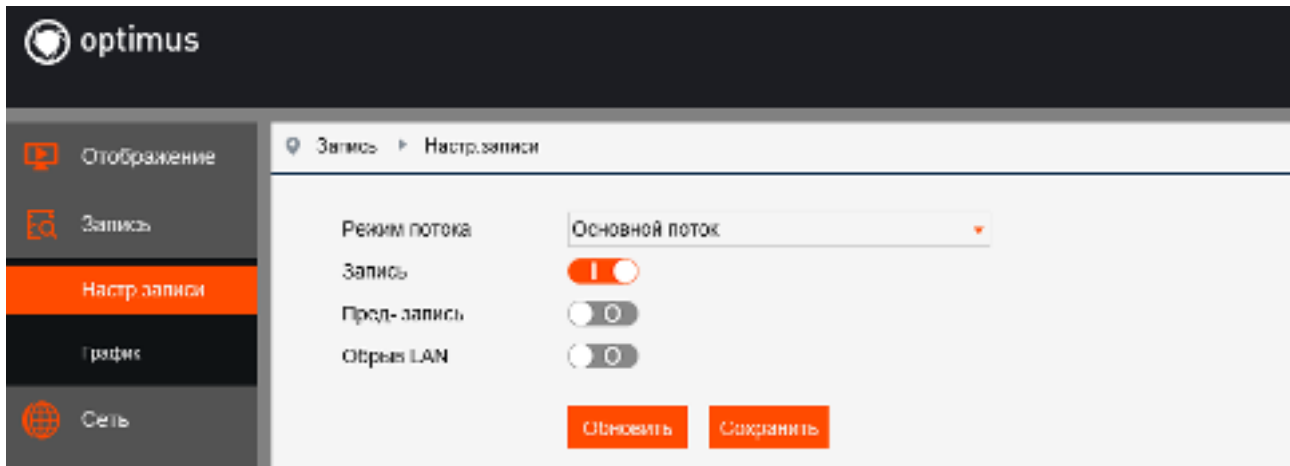 optimus
Отображение
Запись
Настр.записи
График
Сеть
Запись Настр.записи
Режим потока Основной поток
Запись
Пред- запись
Обрыв LAN
Обновить Сохранить